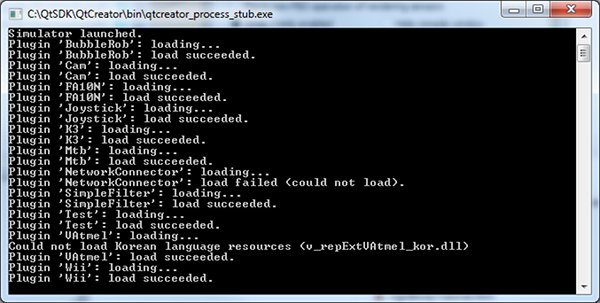 C:\QtSDK\QtCreator\bin\qtcreator_process_stub.exe
Simulator launched.
Plugin 'BubbleRob': loading...
Plugin 'BubbleRob': load succeeded.
Plugin 'Cam': loading...
Plugin 'Cam': load succeeded.
Plugin 'FA10N': loading...
Plugin 'FA10N': load succeeded.
Plugin 'Joystick': loading...
Plugin 'Joystick': load succeeded.
Plugin 'K3': loading...
Plugin 'K3': load succeeded.
Plugin 'Mtb': loading...
Plugin 'Mtb': load succeeded.
Plugin 'NetworkConnector': loading...
Plugin 'NetworkConnector': load failed (could not load).
Plugin 'SimpleFilter': loading...
Plugin 'SimpleFilter': load succeeded.
Plugin 'Test': loading...
Plugin 'Test': load succeeded.
Plugin 'VAtmel': loading...
Could not load Korean language resources (v_repExtVAtmel_kor.dll)
Plugin 'VAtmel': load succeeded.
Plugin 'Wii': loading...
Plugin 'Wii': load succeeded.